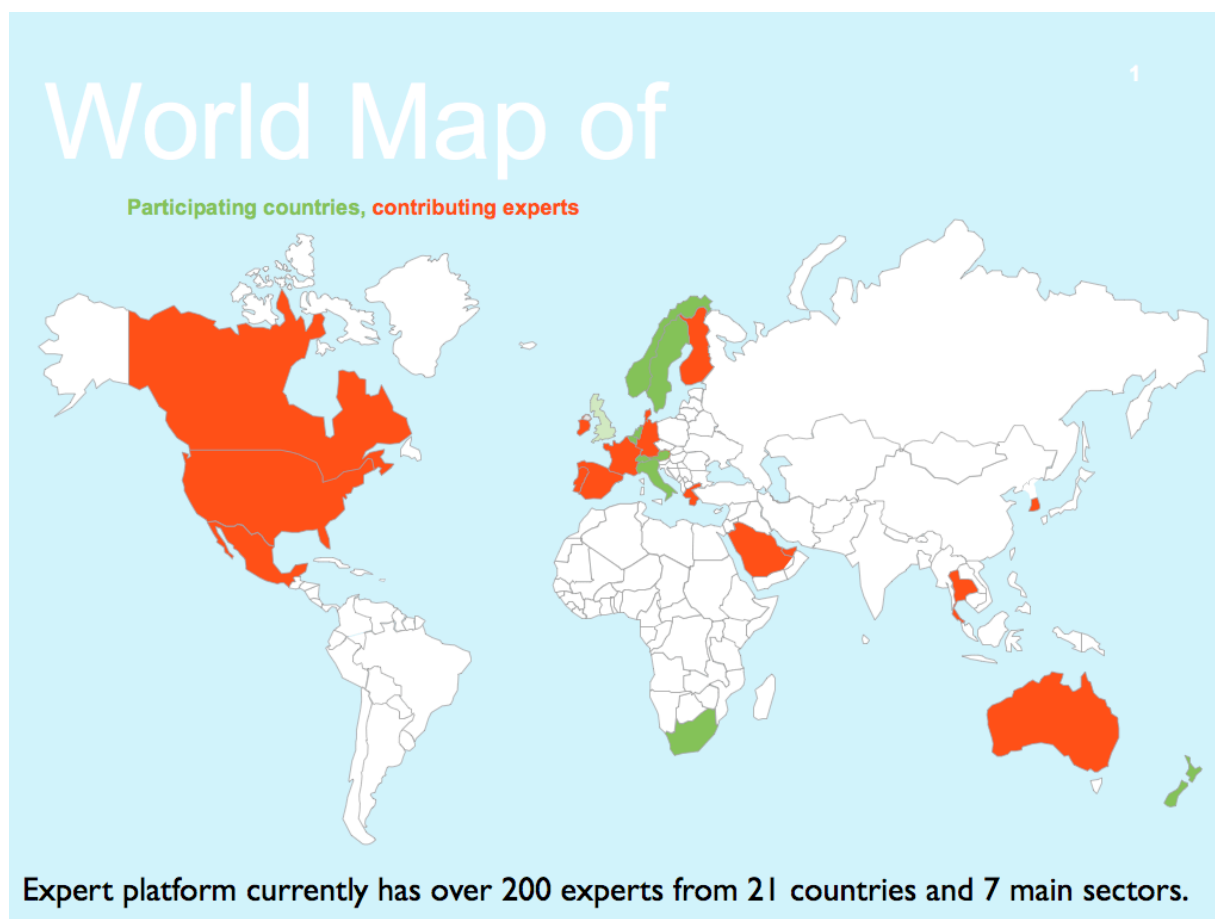 1
World Map of
Participating countries, contributing experts
Expert platform currently has over 200 experts from 21 countries and 7 main sectors.